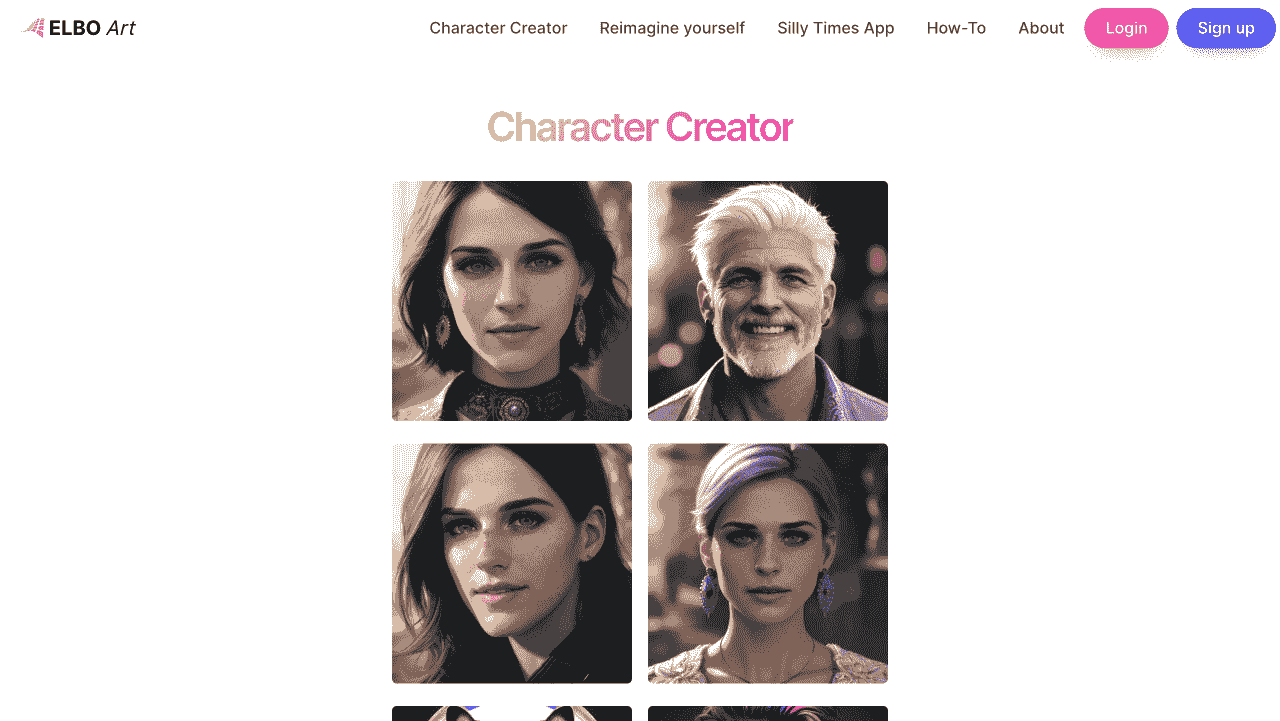 ELBO Art
Character Creator Reimagine yourself Silly Times App How-To About Login Sign up
Character Creator